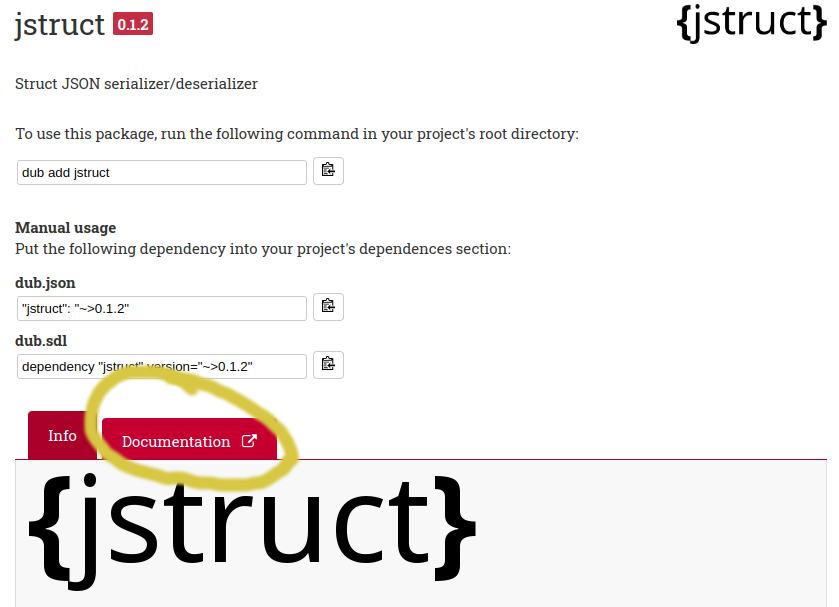 jstruct 0.1.2
{jstruct}
Struct JSON serializer/deserializer
To use this package, run the following command in your project's root directory:
dub add jstruct
Manual usage
Put the following dependency into your project's dependences section:
dub.json
"jstruct": "~>0.1.2"
dub.sdl
dependency "jstruct" version="~>0.1.2"
Info
Documentation
{jstruct}